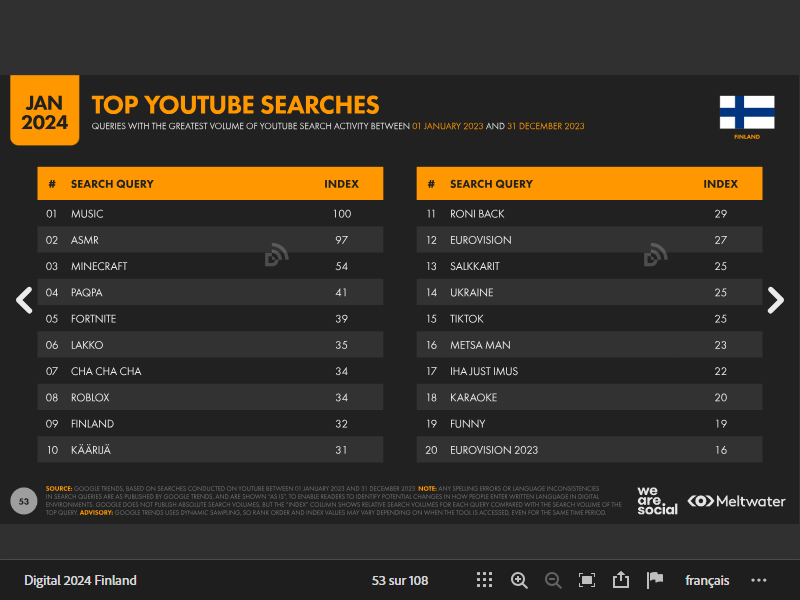 JAN
2024
TOP YOUTUBE SEARCHES
QUERIES WITH THE GREATEST VOLUME OF YOUTUBE SEARCH ACTIVITY BETWEEN 01 JANUARY 2023 AND 31 DECEMBER 2023
FINLAND
# SEARCH QUERY INDEX
01 MUSIC 100
02 ASMR 97
03 MINECRAFT 54
04 PAQPA 41
05 FORTNITE 39
06 LAKKO 35
07 CHA CHA CHA 34
08 ROBLOX 34
09 FINLAND 32
10 KÄÄRIJÄ 31
# SEARCH QUERY INDEX
11 RONI BACK 29
12 EUROVISION 27
13 SALKKARIT 25
14 UKRAINE 25
15 TIKTOK 25
16 METSA MAN 23
17 IHA JUST IMUS 22
18 KARAOKE 20
19 FUNNY 19
20 EUROVISION 2023 16
53
SOURCE: GOOGLE TRENDS, BASED ON SEARCHES CONDUCTED ON YOUTUBE BETWEEN 01 JANUARY 2023 AND 31 DECEMBER 2023. NOTE: ANY SPELLING ERRORS OR LANGUAGE INCONSISTENCIES
IN SEARCH QUERIES ARE AS PUBLISHED BY GOOGLE TRENDS, AND ARE SHOWN "AS IS", TO ENABLE READERS TO IDENTIFY POTENTIAL CHANGES IN HOW PEOPLE ENTER WRITTEN LANGUAGE IN DIGITAL
ENVIRONMENTS. GOOGLE DOES NOT PUBLISH ABSOLUTE SEARCH VOLUMES, BUT THE "INDEX" COLUMN SHOWS RELATIVE SEARCH VOLUMES FOR EACH QUERY COMPARED WITH THE SEARCH VOLUME OF THE
TOP QUERY. ADVISORY: GOOGLE TRENDS USES DYNAMIC SAMPLING, SO RANK ORDER AND INDEX VALUES MAY VARY DEPENDING ON WHEN THE TOOL IS ACCESSED, EVEN FOR THE SAME TIME PERIOD.
we
are.
social
Meltwater
Digital 2024 Finland
53 sur 108
français